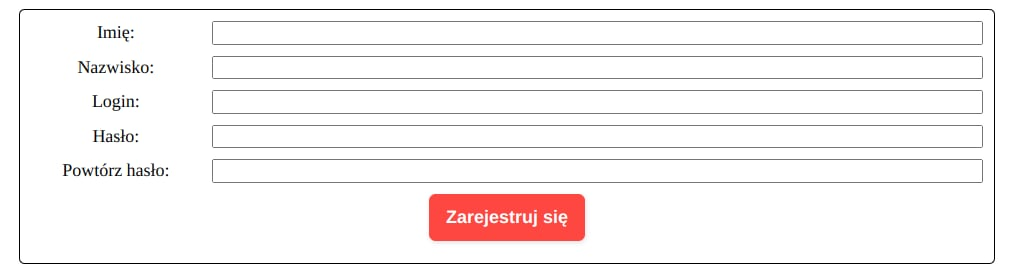 Imię:
Nazwisko:
Login:
Hasło:
Powtórz hasło:
Zarejestruj się